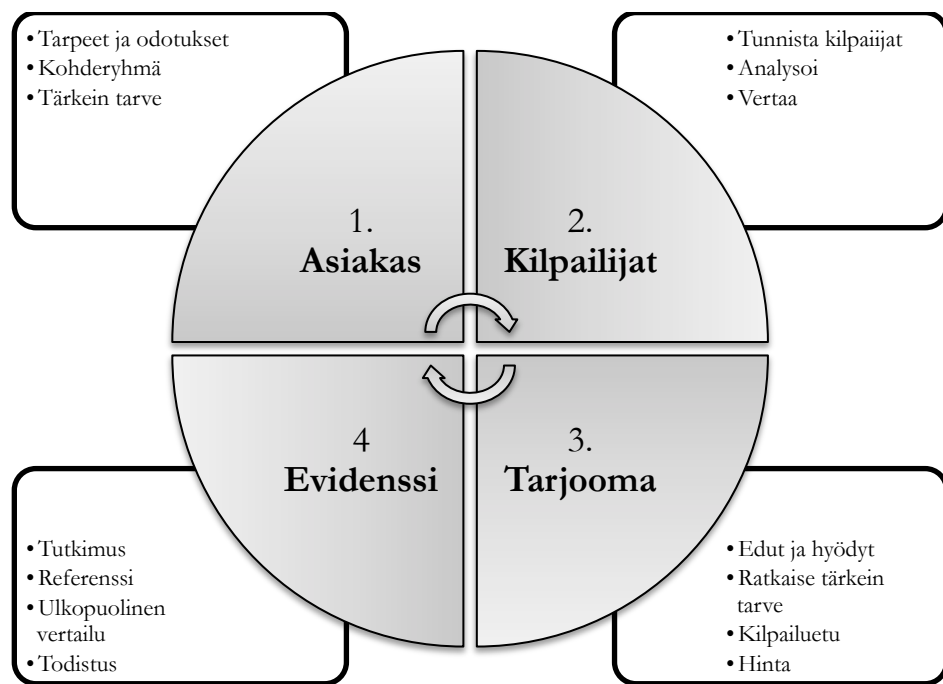 • Tarpeet ja odotukset
• Kohderyhmä
• Tärkein tarve
• Tunnista kilpaiijat
• Analysoi
• Vertaa
1.
Asiakas
2.
Kilpailijat
4
Evidenssi
3.
Tarjooma
• Tutkimus
• Referenssi
• Ulkopuolinen
vertailu
• Todistus
• Edut ja hyödyt
• Ratkaise tärkein
tarve
• Kilpailuetu
• Hinta